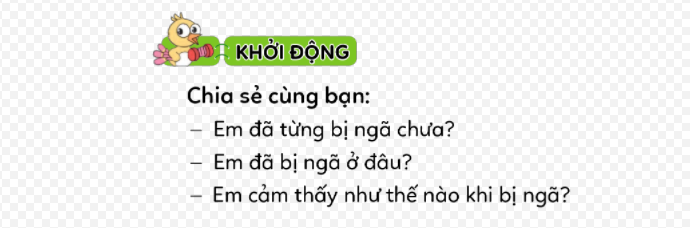 KHỞI ĐỘNG
Chia sẻ cùng bạn:
– Em đã từng bị ngã chưa?
– Em đã bị ngã ở đâu?
– Em cảm thấy như thế nào khi bị ngã?